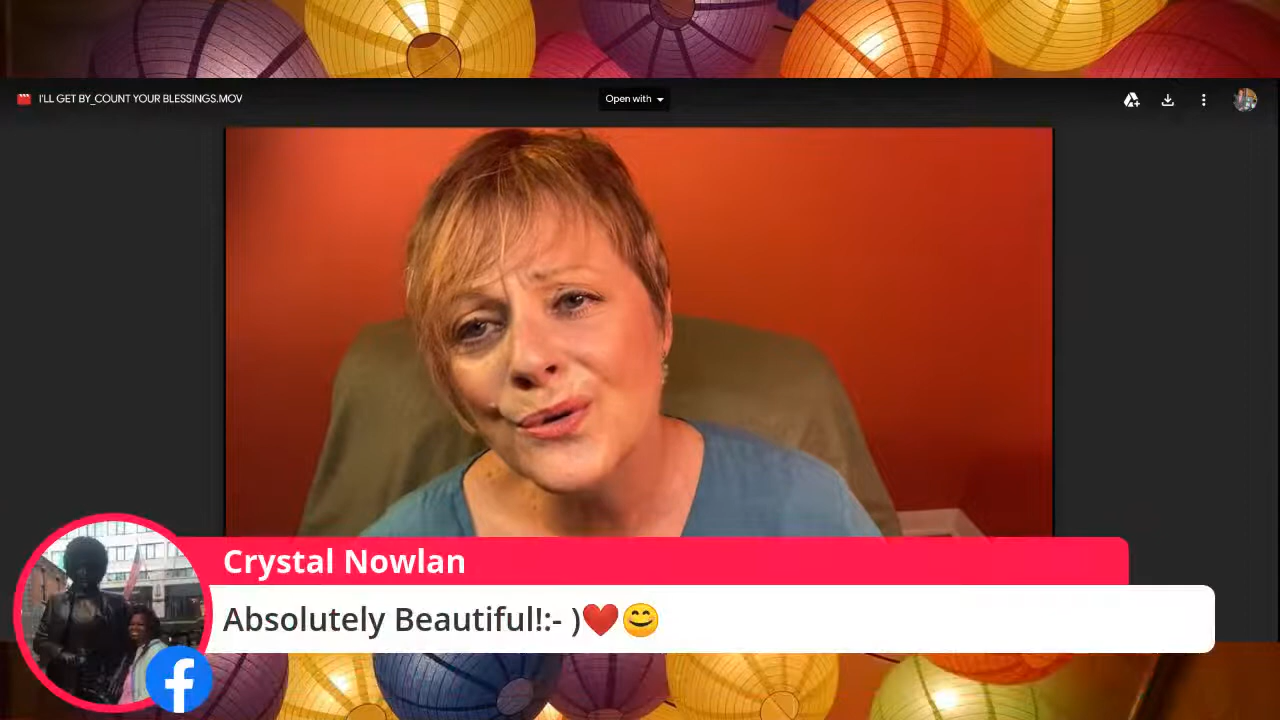 I'LL GET BY_COUNT YOUR BLESSINGS.MOV
Open with
Crystal Nowlan
Absolutely Beautiful!:- )❤️😊